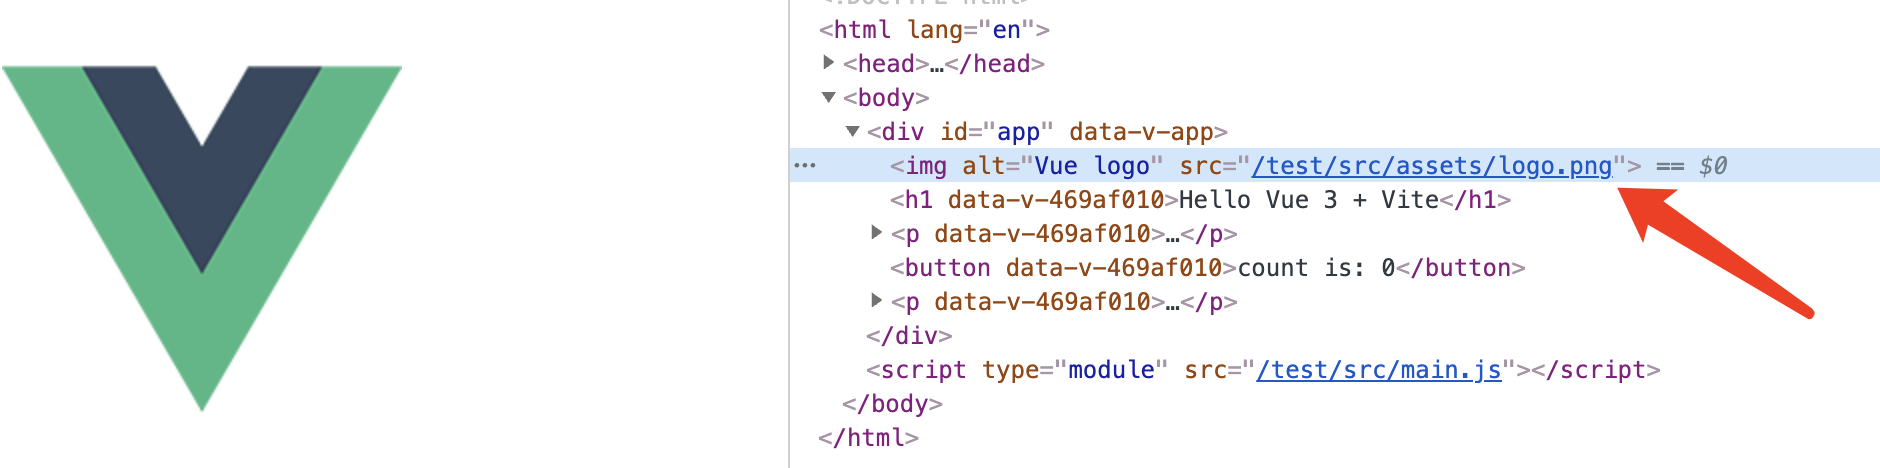 <!DOCTYPE html>
<html lang="en">
<head>…</head>
<body>
<div id="app" data-v-app>
… <img alt="Vue logo" src="/test/src/assets/logo.png"> == $0
<h1 data-v-469af010>Hello Vue 3 + Vite</h1>
<p data-v-469af010>…</p>
<button data-v-469af010>count is: 0</button>
<p data-v-469af010>…</p>
</div>
<script type="module" src="/test/src/main.js"></script>
</body>
</html>